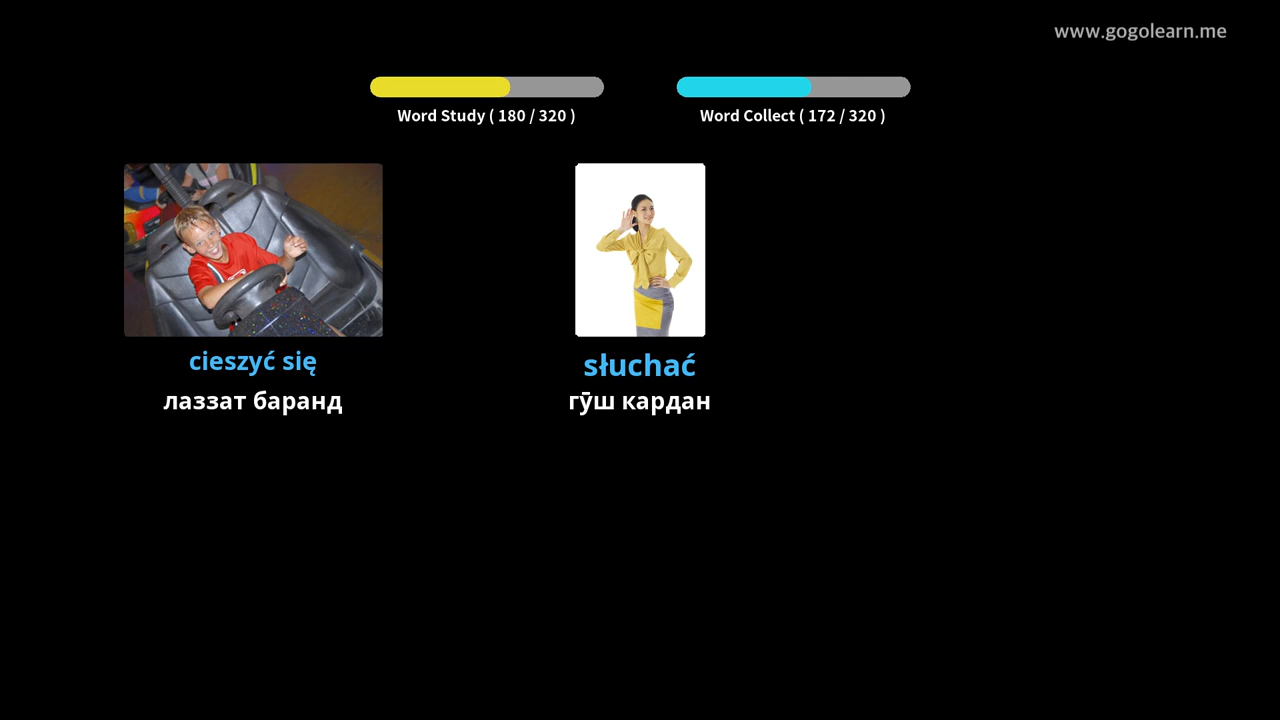 www.gogolearn.me
Word Study ( 180 / 320 )
Word Collect ( 172 / 320 )
cieszyć się
лаззат баранд
słuchać
гӯш кардан